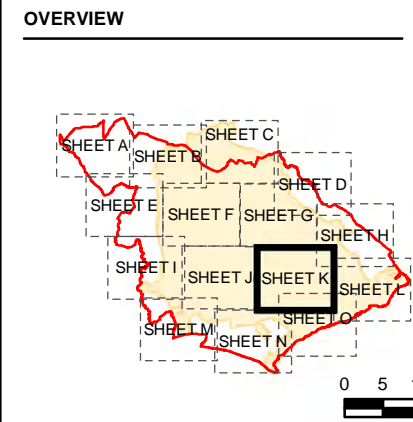 OVERVIEW
SHEET C
SHEET A
SHEET B
SHEET D
SHEET E
SHEET F
SHEET G
SHEET H
SHEET I
SHEET J
SHEET K
SHEET L
SHEET O
SHEET M
SHEET N
0 5